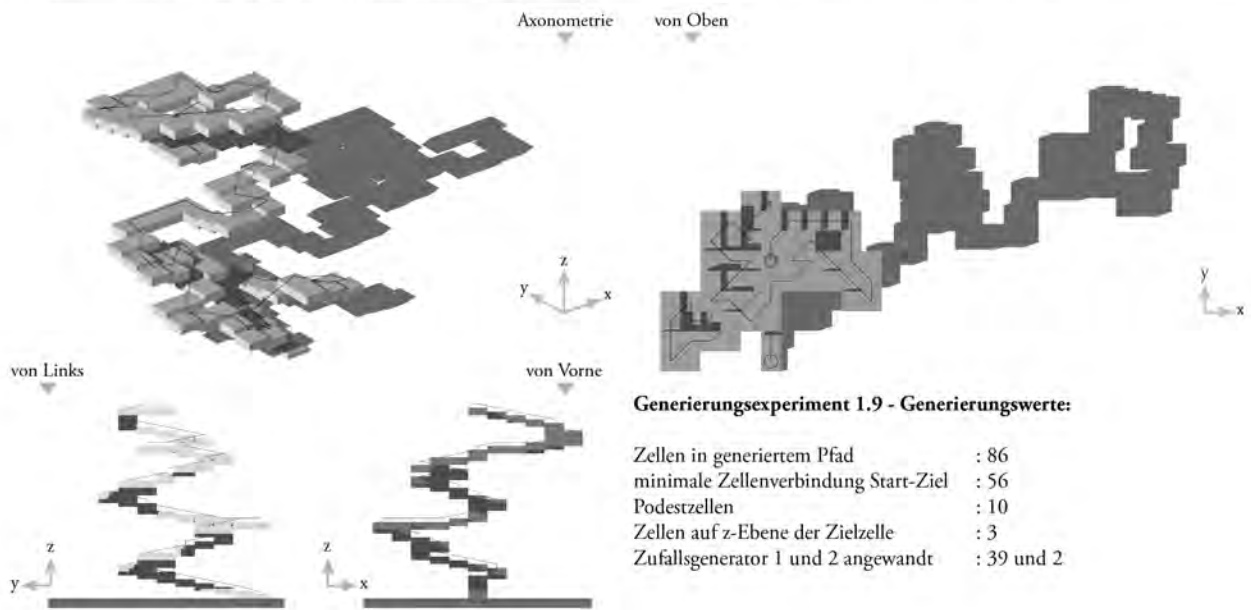 Axonometrie
von Oben
z
y
x
y
x
von Links
von Vorne
z
y
z
x
Generierungsexperiment 1.9 - Generierungswerte:
Zellen in generiertem Pfad : 86
minimale Zellenverbindung Start-Ziel : 56
Podestzellen : 10
Zellen auf z-Ebene der Zielzelle : 3
Zufallsgenerator 1 und 2 angewandt : 39 und 2